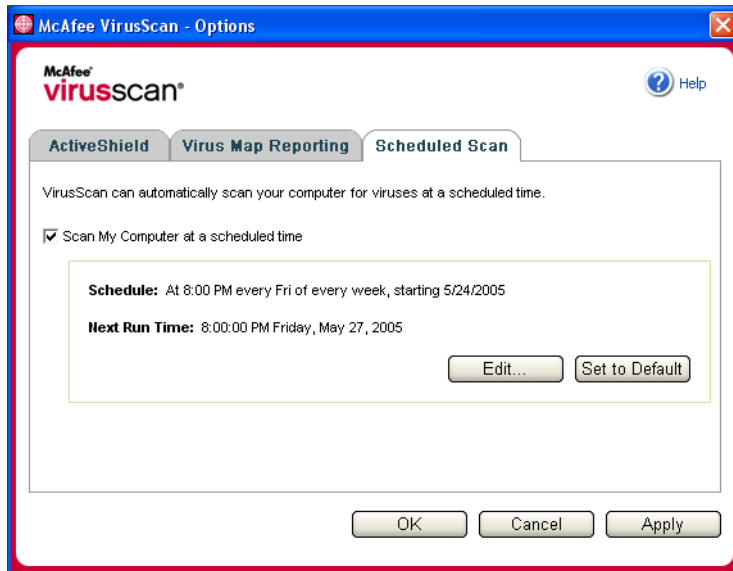 McAfee VirusScan - Options
McAfee®
virusscan®
Help
ActiveShield
Virus Map Reporting
Scheduled Scan
VirusScan can automatically scan your computer for viruses at a scheduled time.
Scan My Computer at a scheduled time
Schedule: At 8:00 PM every Fri of every week, starting 5/24/2005
Next Run Time: 8:00:00 PM Friday, May 27, 2005
Edit...
Set to Default
OK
Cancel
Apply